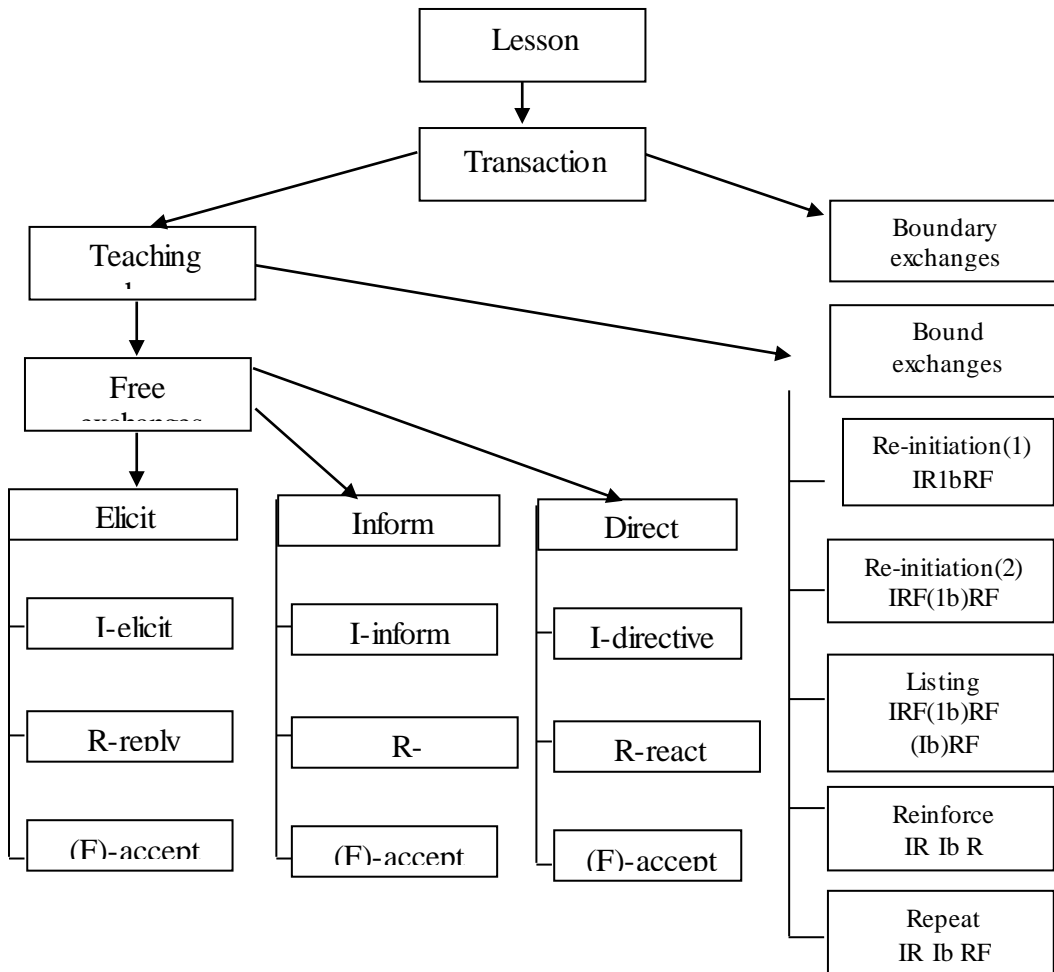 Lesson
Transaction
Boundary
exchanges
Teaching
Bound
exchanges
Free
exchanges
Re-initiation(1)
IR1bRF
Elicit
Inform
Direct
Re-initiation(2)
IRF(1b)RF
I-elicit
I-inform
I-directive
Listing
IRF(1b)RF
(Ib)RF
R-reply
R-
R-react
Reinforce
IR Ib R
(F)-accept
(F)-accept
(F)-accept
Repeat
IR Ib RF